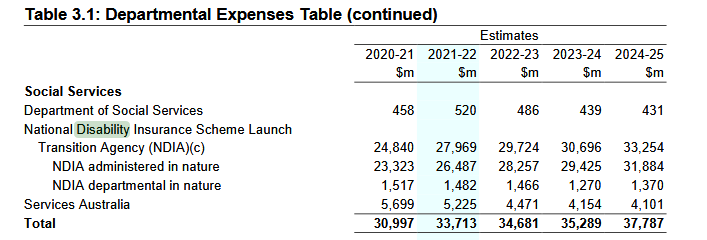 Table 3.1: Departmental Expenses Table (continued)
Estimates
2020-21 2021-22 2022-23 2023-24 2024-25
$m $m $m $m $m
Social Services
Department of Social Services 458 520 486 439 431
National Disability Insurance Scheme Launch
Transition Agency (NDIA)(c) 24,840 27,969 29,724 30,696 33,254
NDIA administered in nature 23,323 26,487 28,257 29,425 31,884
NDIA departmental in nature 1,517 1,482 1,466 1,270 1,370
Services Australia 5,699 5,225 4,471 4,154 4,101
Total 30,997 33,713 34,681 35,289 37,787